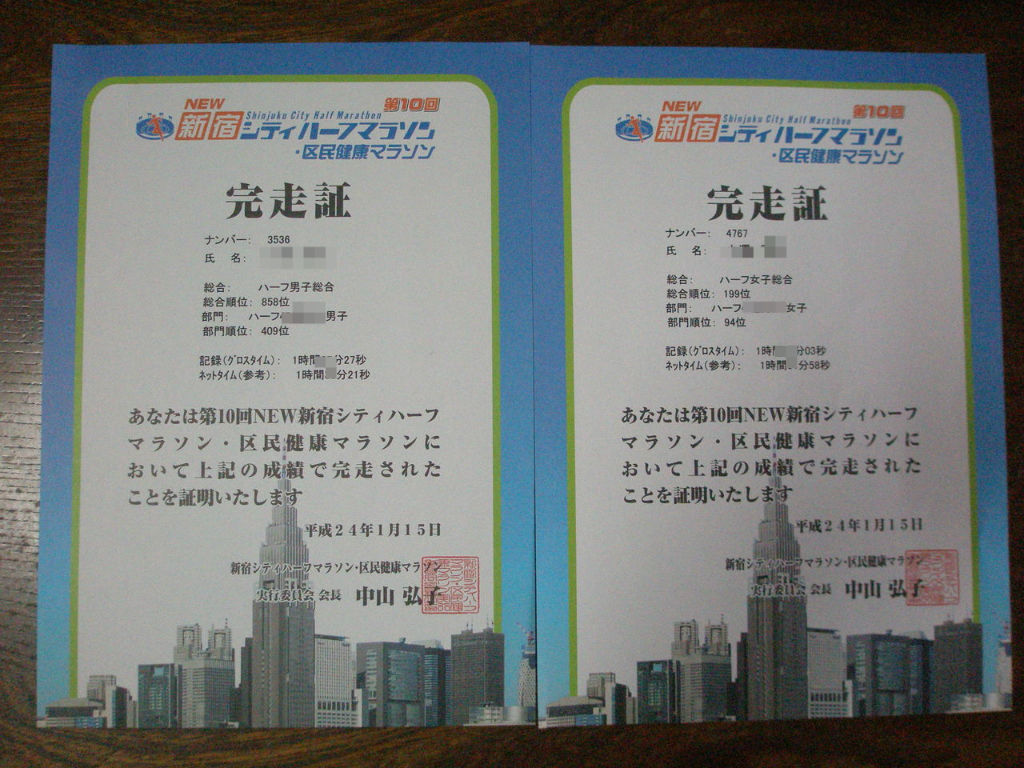 NEW
Shinjuku City Half Marathon
第10回
新宿シティハーフマラソン
・区民健康マラソン
完走証
ナンバー: 3536
氏 名:
総合: ハーフ男子総合
総合順位: 858位
部門: ハーフ 男子
部門順位: 409位
記録(グロスタイム): 1時間 分27秒
ネットタイム(参考): 1時間 分21秒
あなたは第10回NEW新宿シティハーフ
マラソン・区民健康マラソンに
おいて上記の成績で完走された
ことを証明いたします
平成24年1月15日
新宿シティハーフマラソン・区民健康マラソン
実行委員会 会長 中山 弘子
NEW
Shinjuku City Half Marathon
第10回
新宿シティハーフマラソン
・区民健康マラソン
完走証
ナンバー: 4767
氏 名:
総合: ハーフ女子総合
総合順位: 199位
部門: ハーフ 女子
部門順位: 94位
記録(グロスタイム): 1時 分03秒
ネットタイム(参考): 1時間 分58秒
あなたは第10回NEW新宿シティハーフ
マラソン・区民健康マラソンに
おいて上記の成績で完走された
ことを証明いたします
平成24年1月15日
新宿シティハーフマラソン・区民健康マラソン
実行委員会 会長 中山 弘子